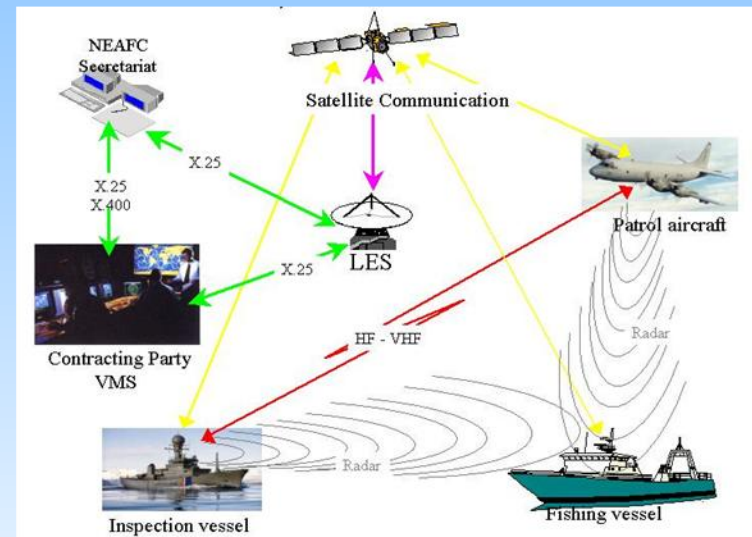 NEAFC
Secretariat
Satellite Communication
X.25
X.25
X.400
Patrol aircraft
LES
X.25
Contracting Party
VMS
HF - VHF
Radar
Radar
Inspection vessel
Fishing vessel